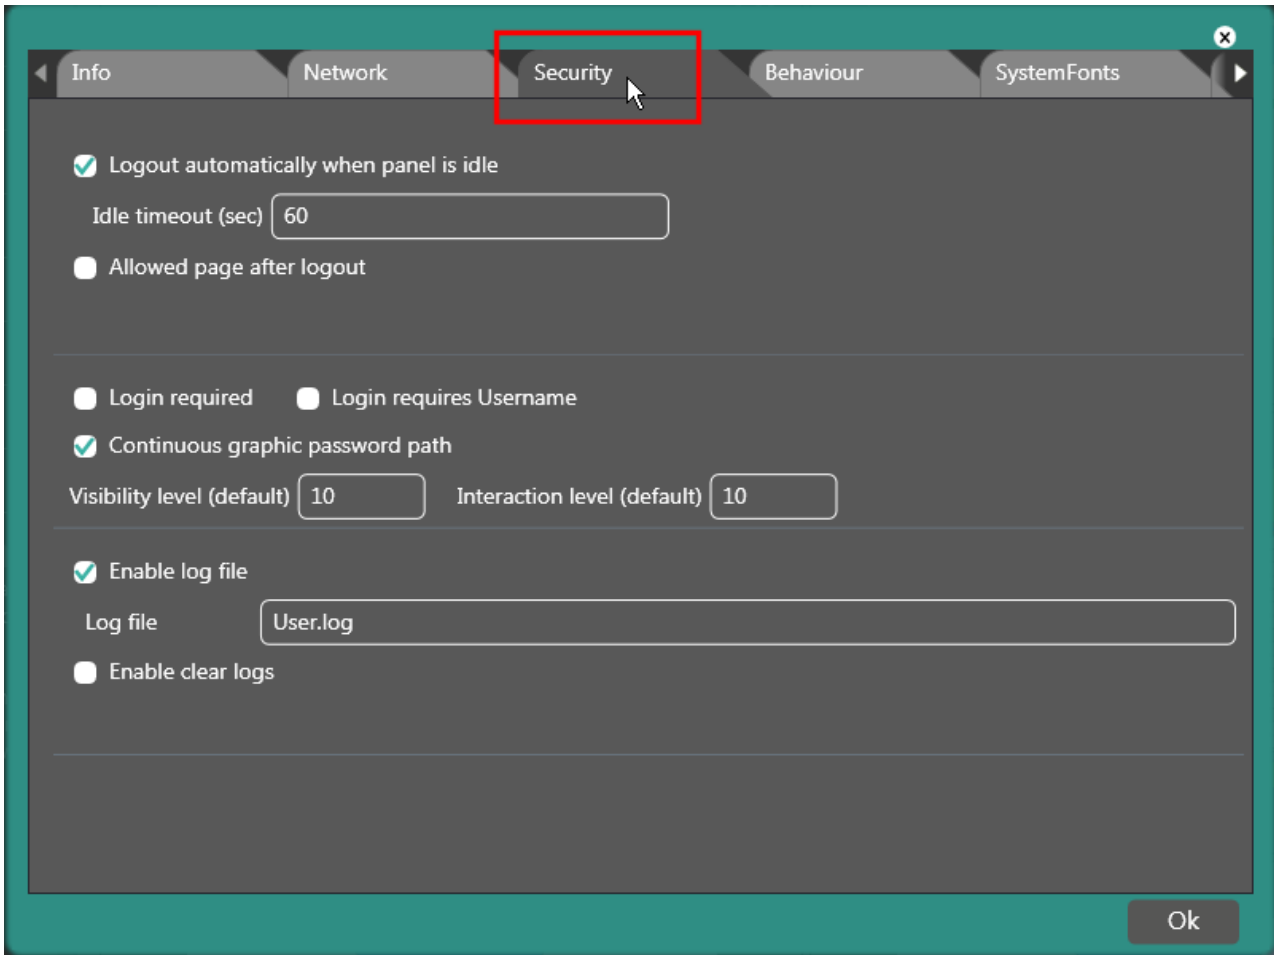 Info Network Security Behaviour SystemFonts
Logout automatically when panel is idle
Idle timeout (sec) 60
Allowed page after logout
Login required Login requires Username
Continuous graphic password path
Visibility level (default) 10 Interaction level (default) 10
Enable log file
Log file User.log
Enable clear logs
Ok